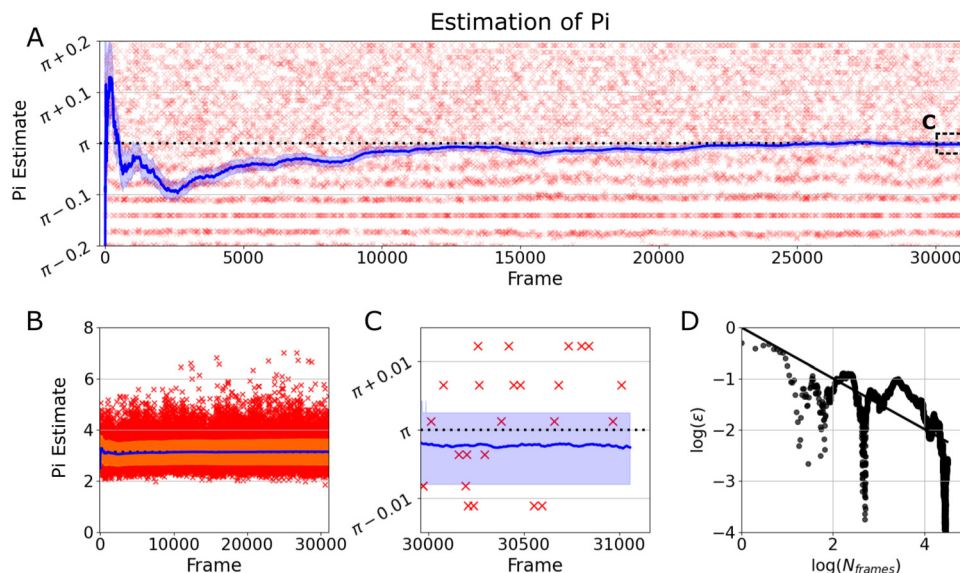 Estimation of Pi
A
π + 0.2
π + 0.1
π
π − 0.1
π − 0.2
Pi Estimate
C
0 5000 10000 15000 20000 25000 30000
Frame
B
8
6
4
2
0
Pi Estimate
0 10000 20000 30000
Frame
C
π + 0.01
π
π − 0.01
30000 30500 31000
Frame
D
0
−1
−2
−3
−4
log(ε)
0 2 4
log(N_frames)